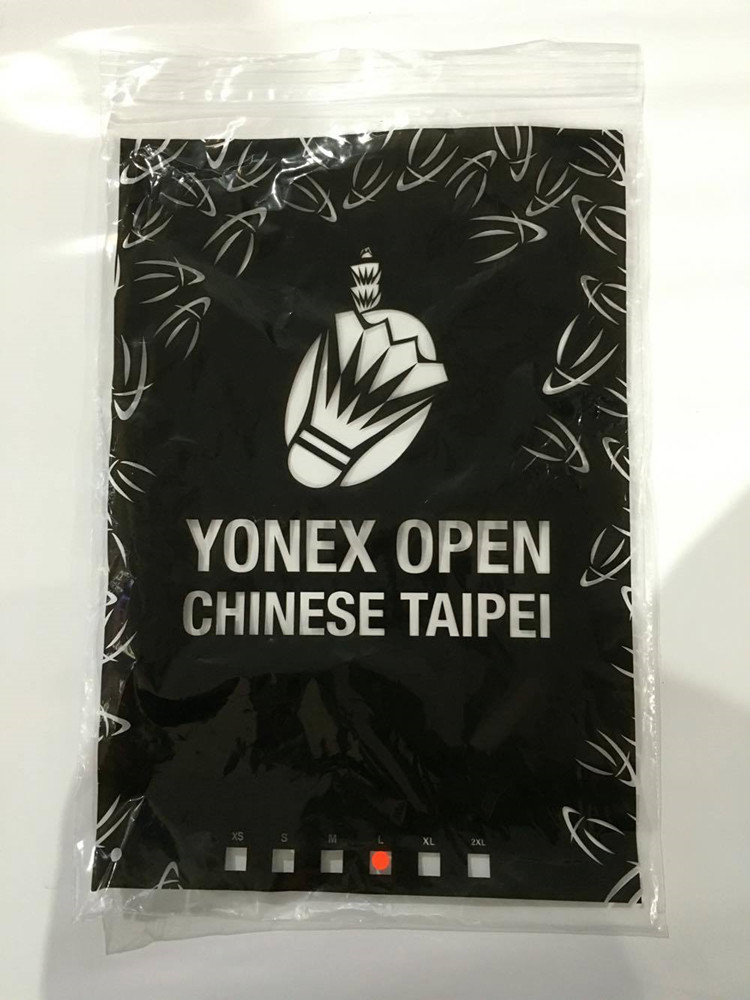 YONEX OPEN
CHINESE TAIPEI
XS S M L XL 2XL